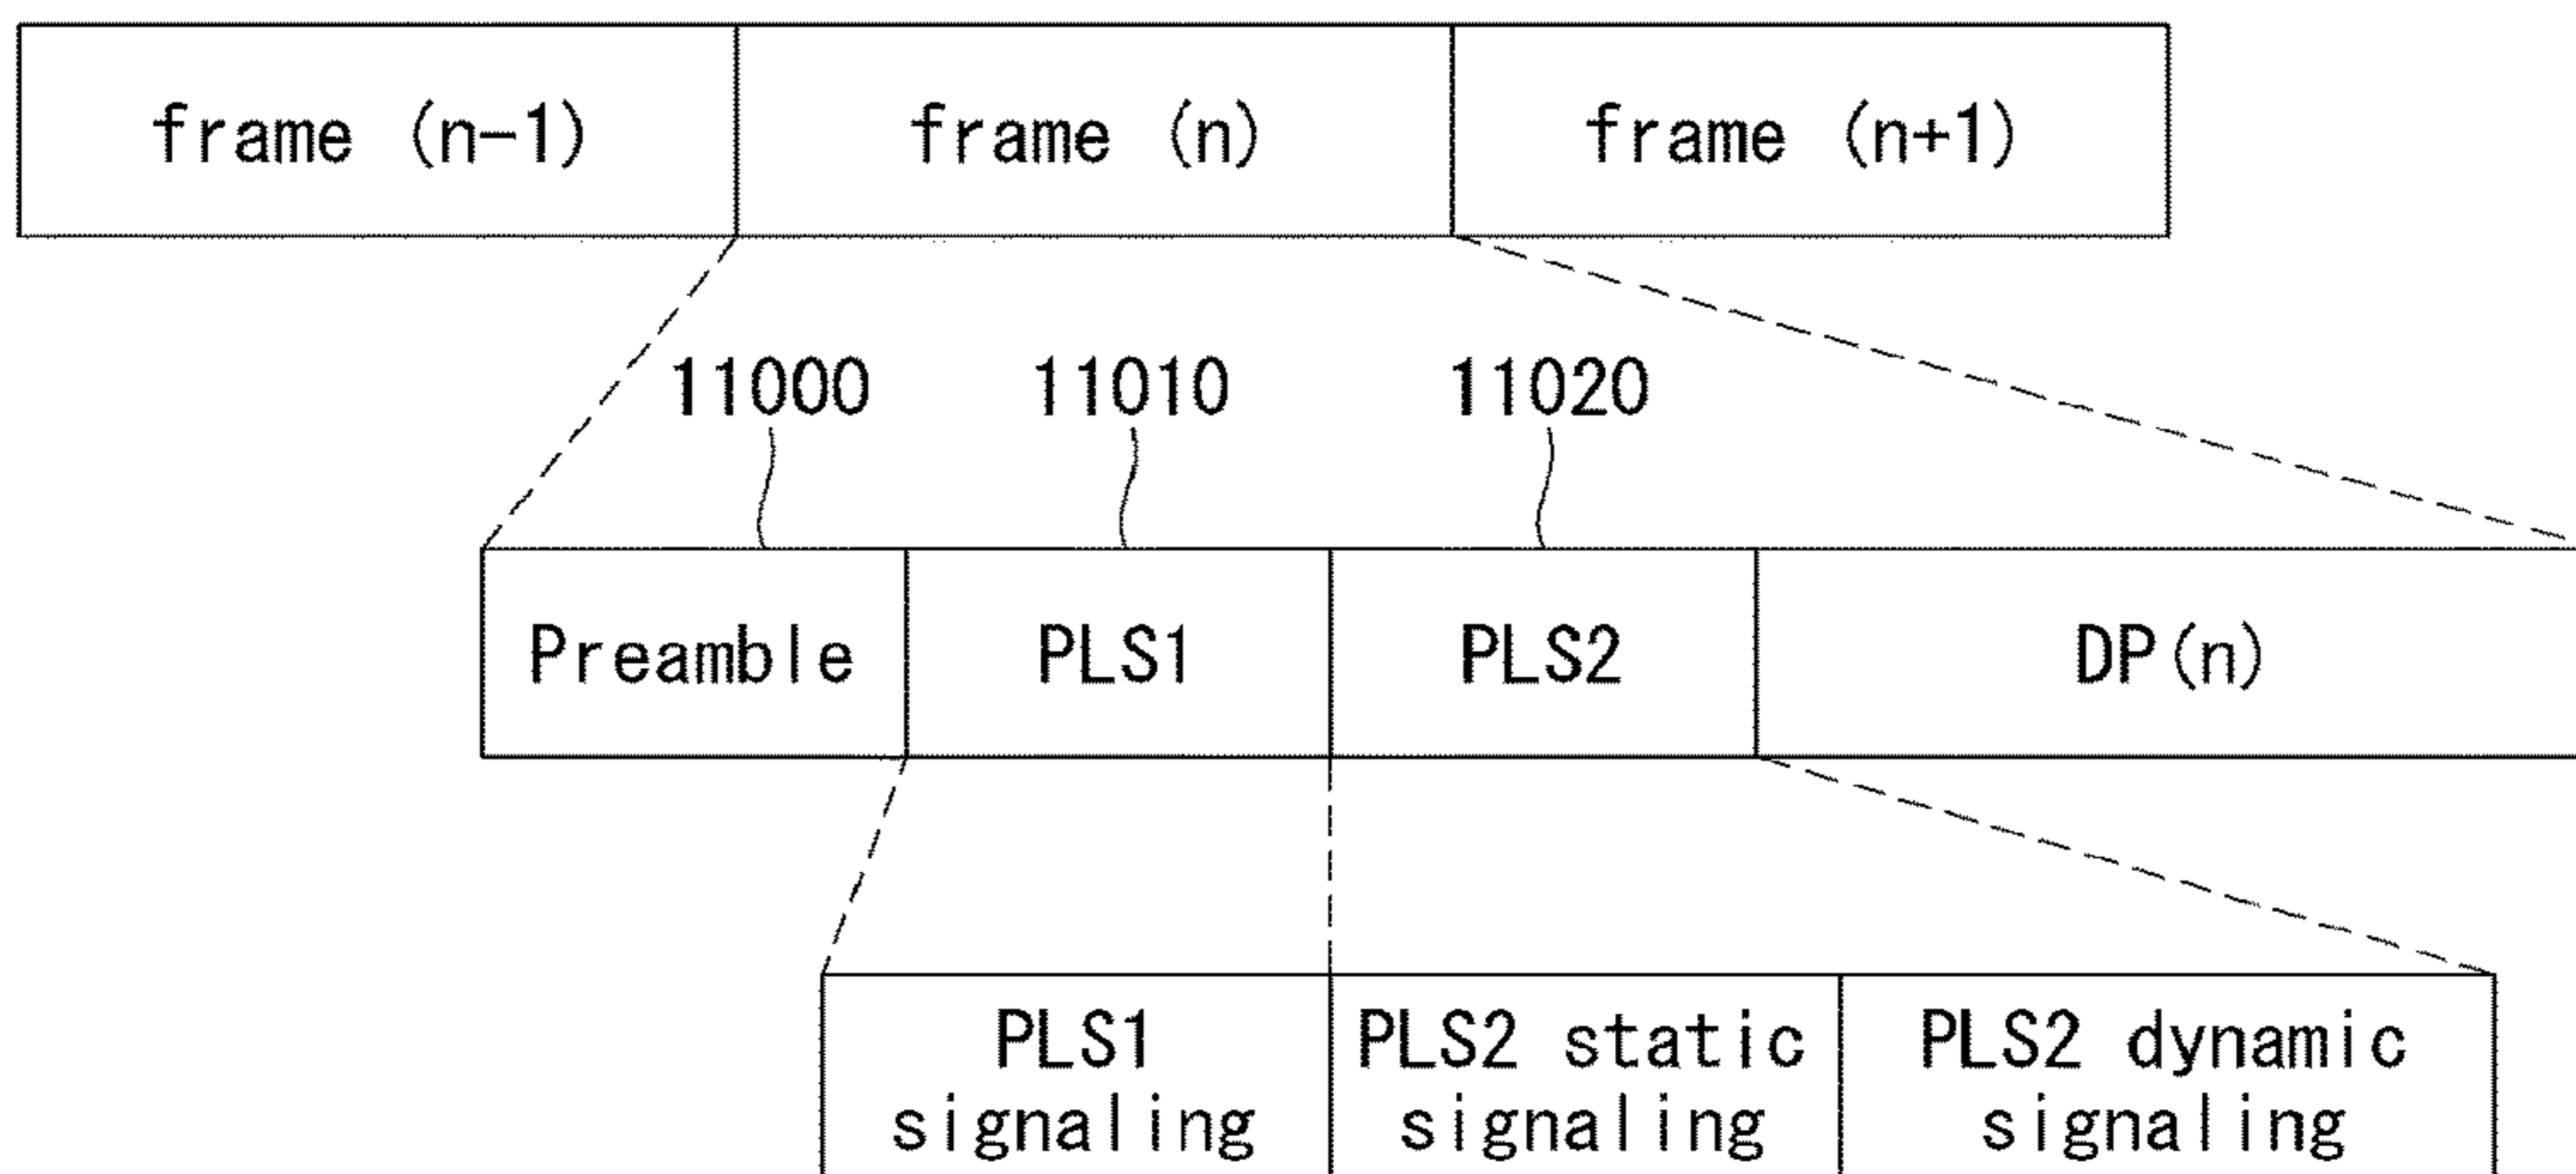 frame (n-1) frame (n) frame (n+1)
11000 11010 11020
Preamble PLS1 PLS2 DP(n)
PLS1 signaling
PLS2 static signaling
PLS2 dynamic signaling